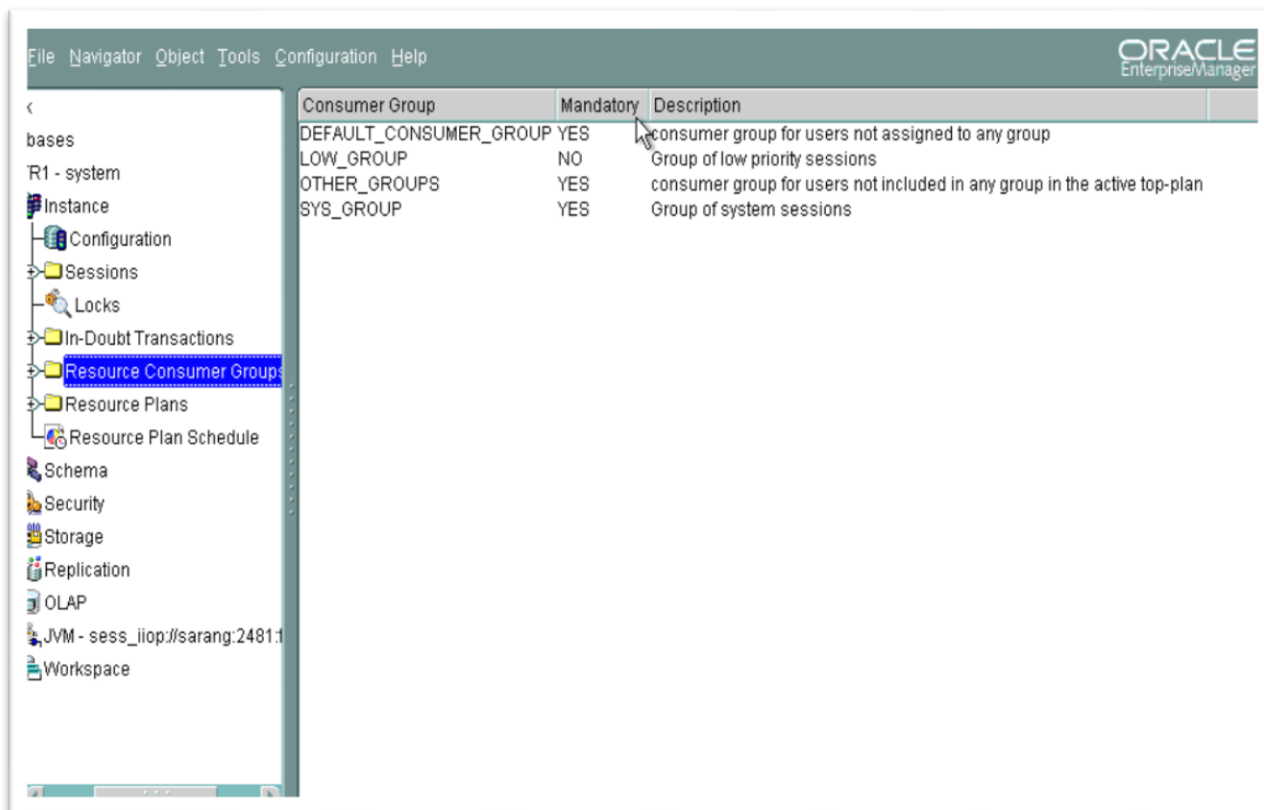 File Navigator Object Tools Configuration Help
ORACLE
EnterpriseManager
bases
TR1 - system
Instance
Configuration
Sessions
Locks
In-Doubt Transactions
Resource Consumer Groups
Resource Plans
Resource Plan Schedule
Schema
Security
Storage
Replication
OLAP
JVM - sess_iiop://sarang:2481:
Workspace
Consumer Group Mandatory Description
DEFAULT_CONSUMER_GROUP YES consumer group for users not assigned to any group
LOW_GROUP NO Group of low priority sessions
OTHER_GROUPS YES consumer group for users not included in any group in the active top-plan
SYS_GROUP YES Group of system sessions